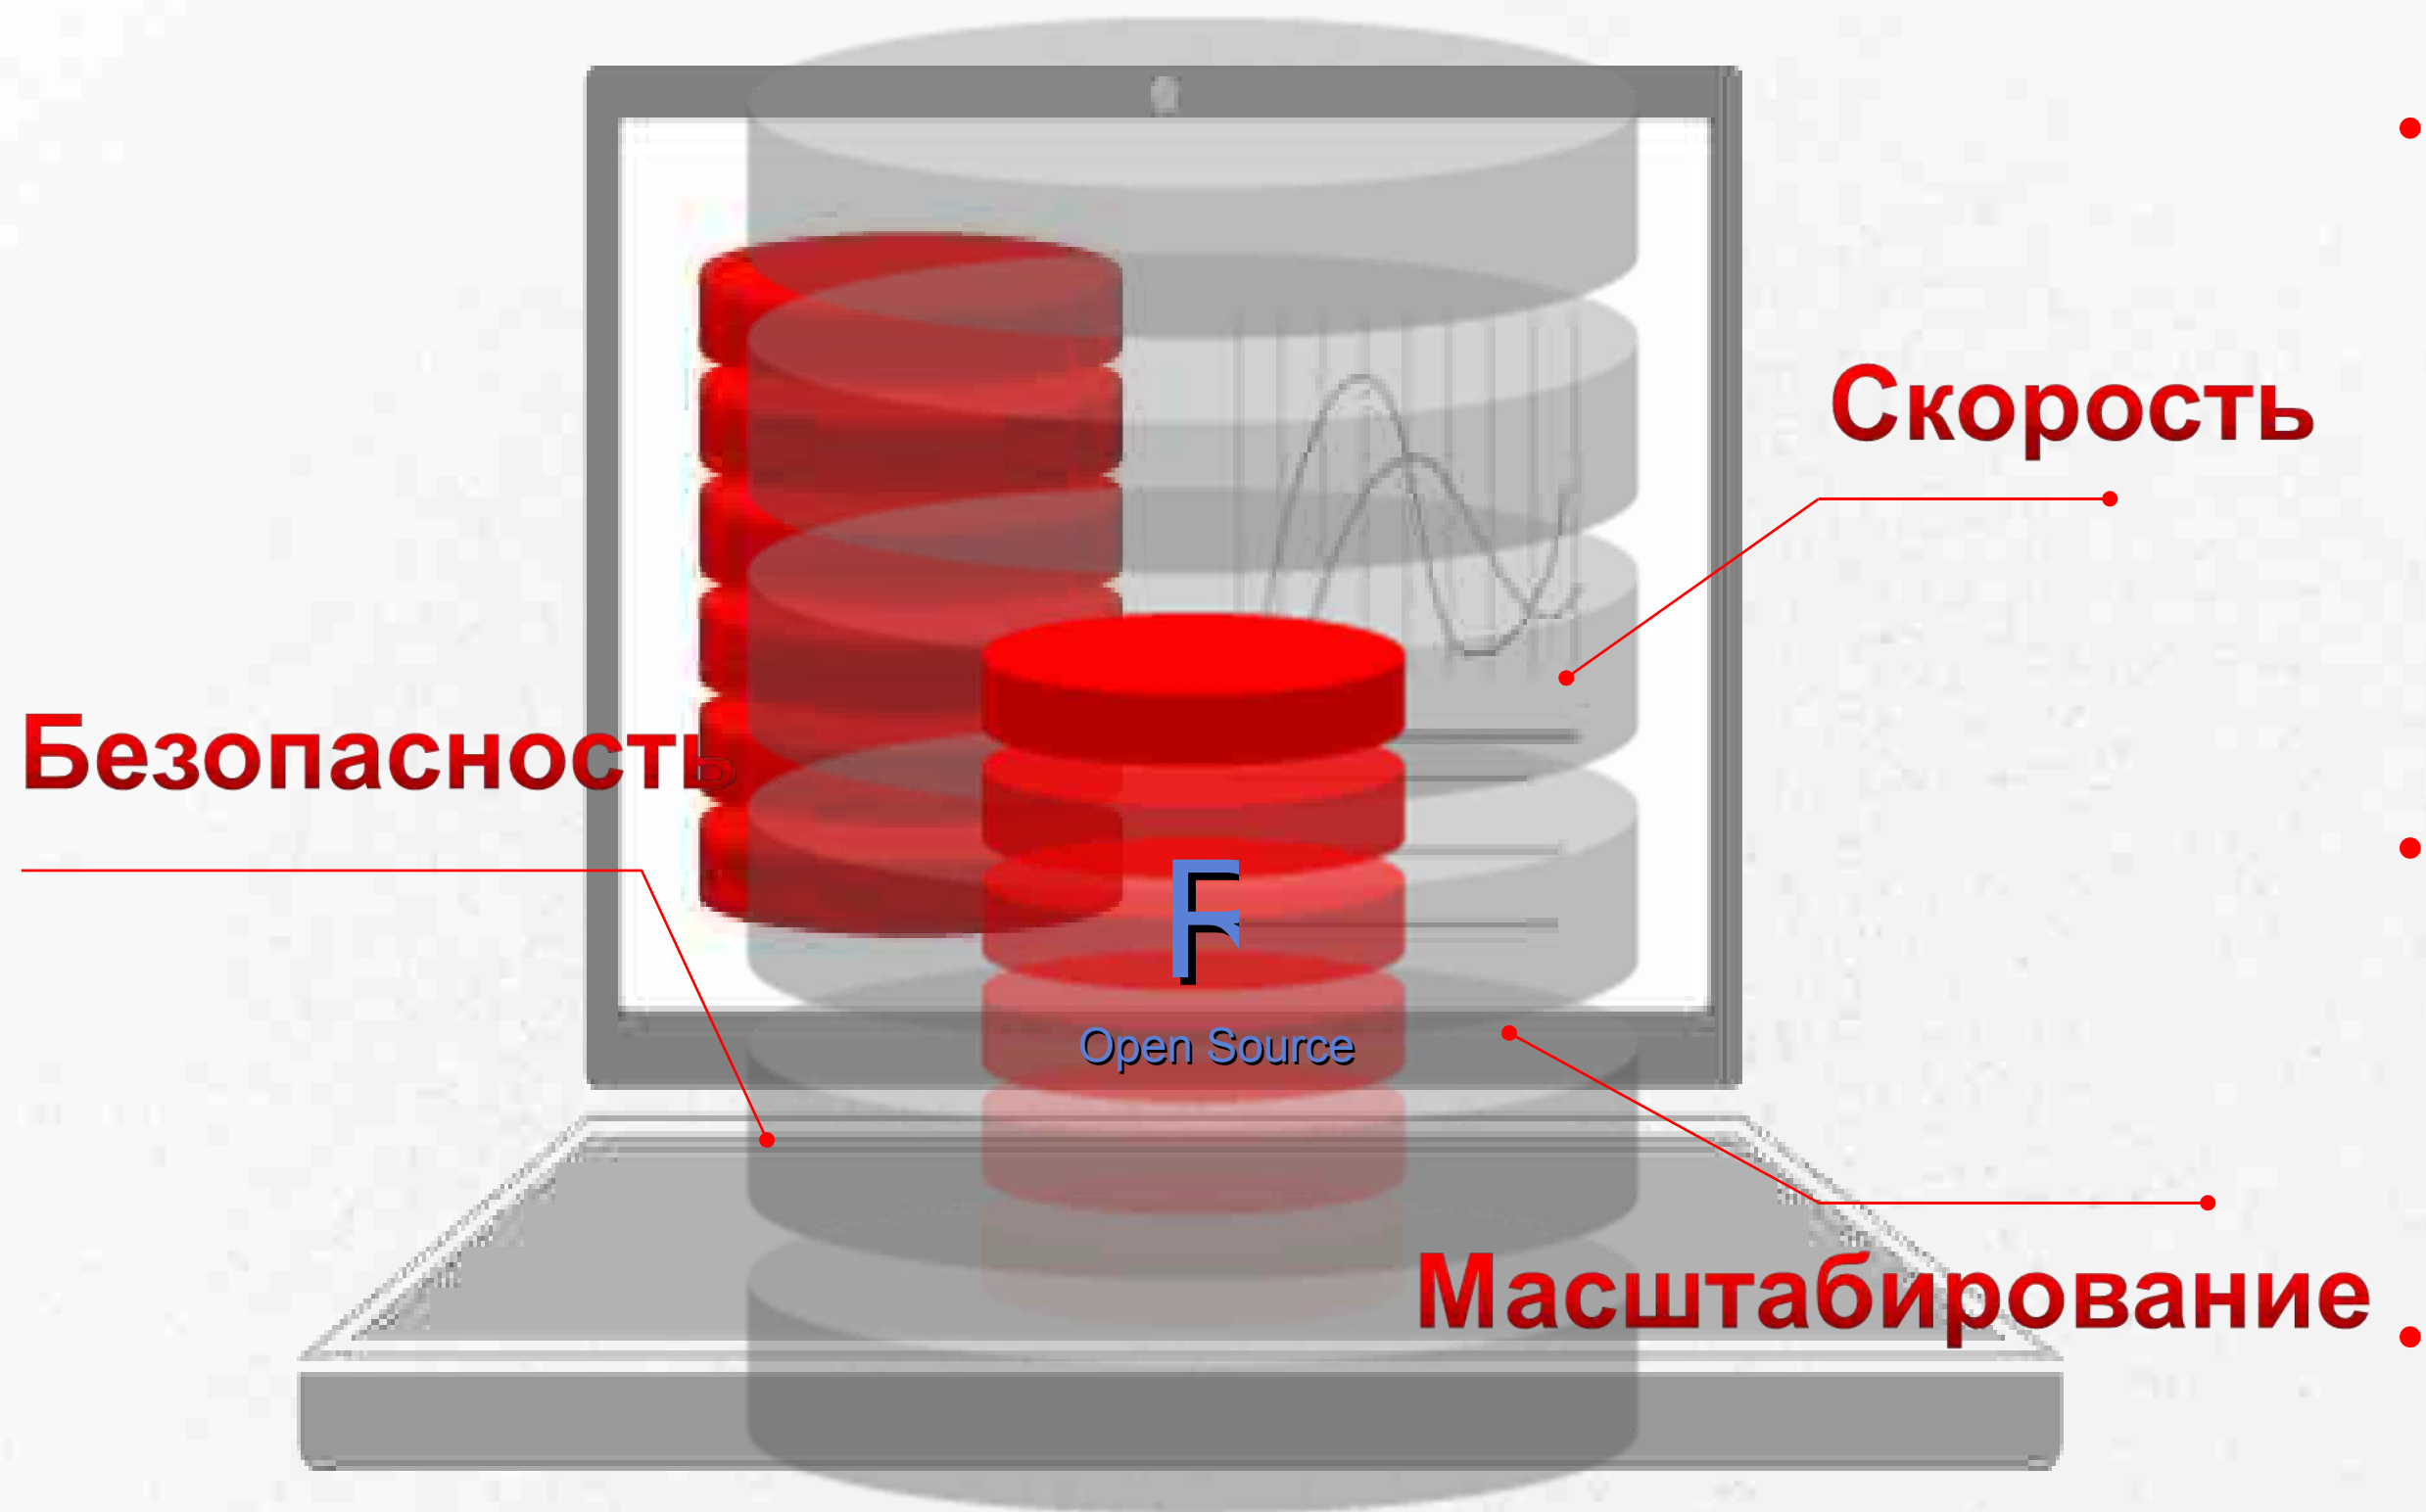 Скорость
Безопасность
F
Open Source
Масштабирование